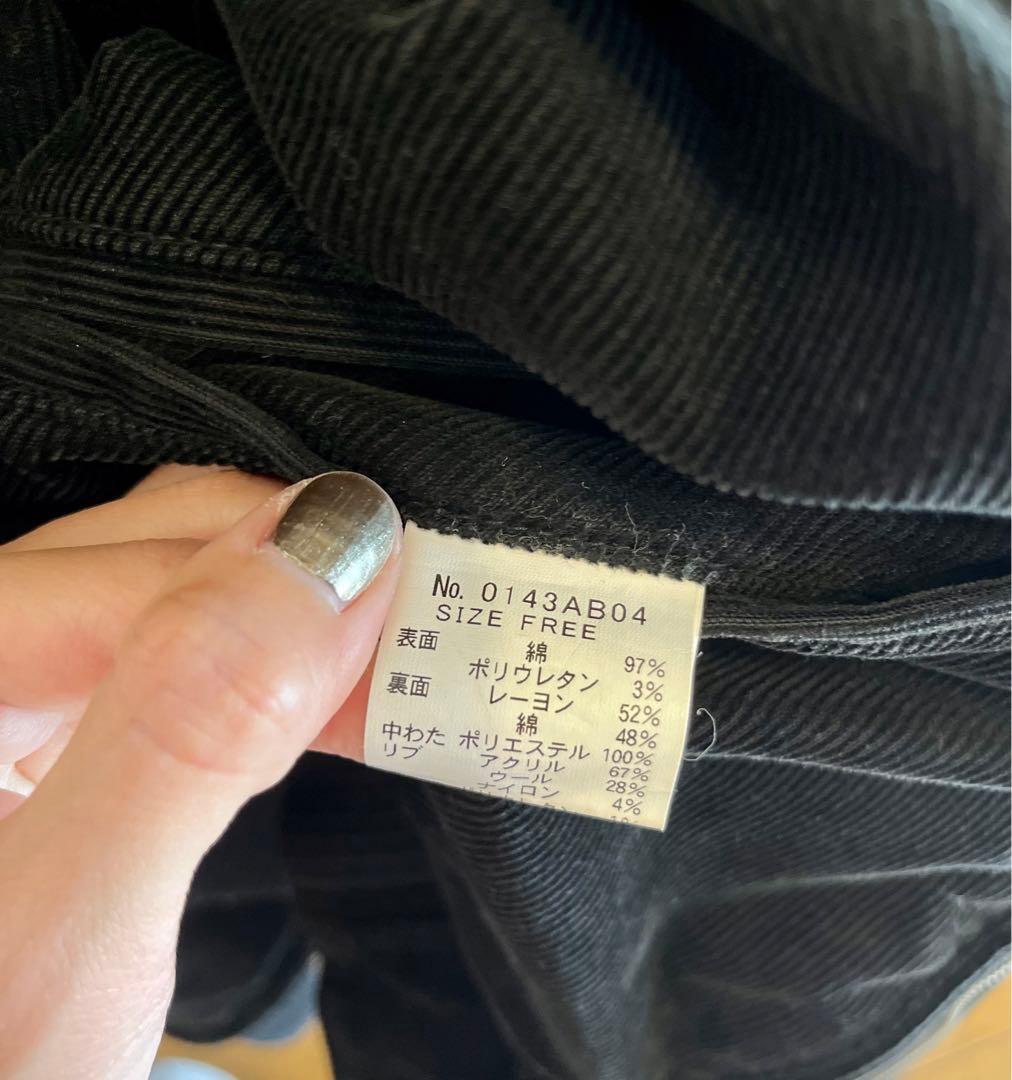 No. 0143AB04
SIZE FREE
表面 綿 97%
ポリウレタン 3%
裏面 レーヨン 52%
綿 48%
中わた ポリエステル 100%
リブ アクリル 67%
ウール 28%
ナイロン 4%